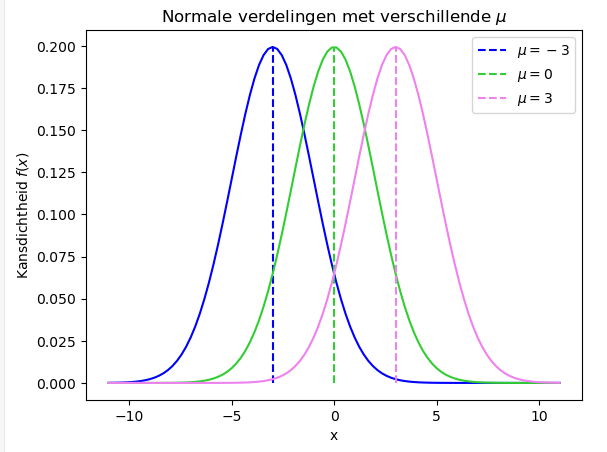 Normale verdelingen met verschillende μ
μ = − 3
μ = 0
μ = 3
Kansdichtheid f(x)
0.200
0.175
0.150
0.125
0.100
0.075
0.050
0.025
0.000
−10 −5 0 5 10
x